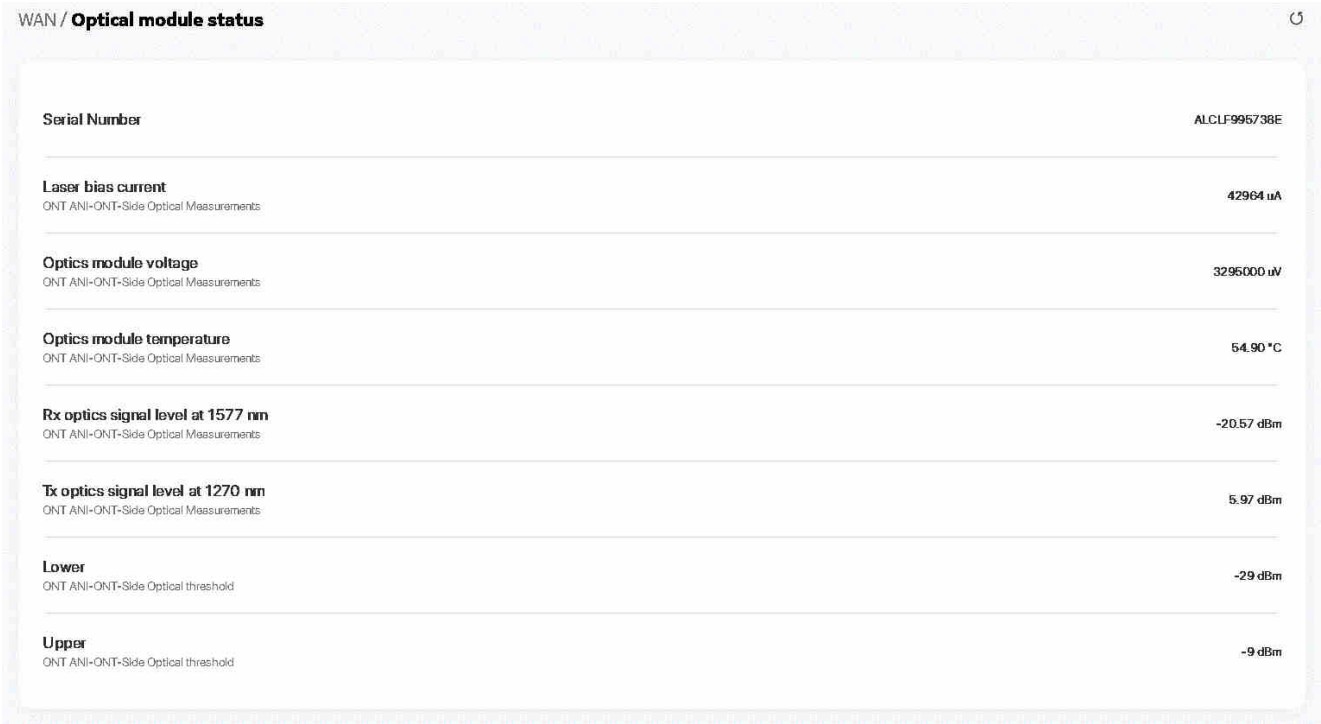 WAN / Optical module status
Serial Number
ALCLF995738E
Laser bias current
ONT ANI-ONT-Side Optical Measurements
42964 uA
Optics module voltage
ONT ANI-ONT-Side Optical Measurements
3295000 uV
Optics module temperature
ONT ANI-ONT-Side Optical Measurements
54.90 °C
Rx optics signal level at 1577 nm
ONT ANI-ONT-Side Optical Measurements
-20.57 dBm
Tx optics signal level at 1270 nm
ONT ANI-ONT-Side Optical Measurements
5.97 dBm
Lower
ONT ANI-ONT-Side Optical threshold
-29 dBm
Upper
ONT ANI-ONT-Side Optical threshold
-9 dBm